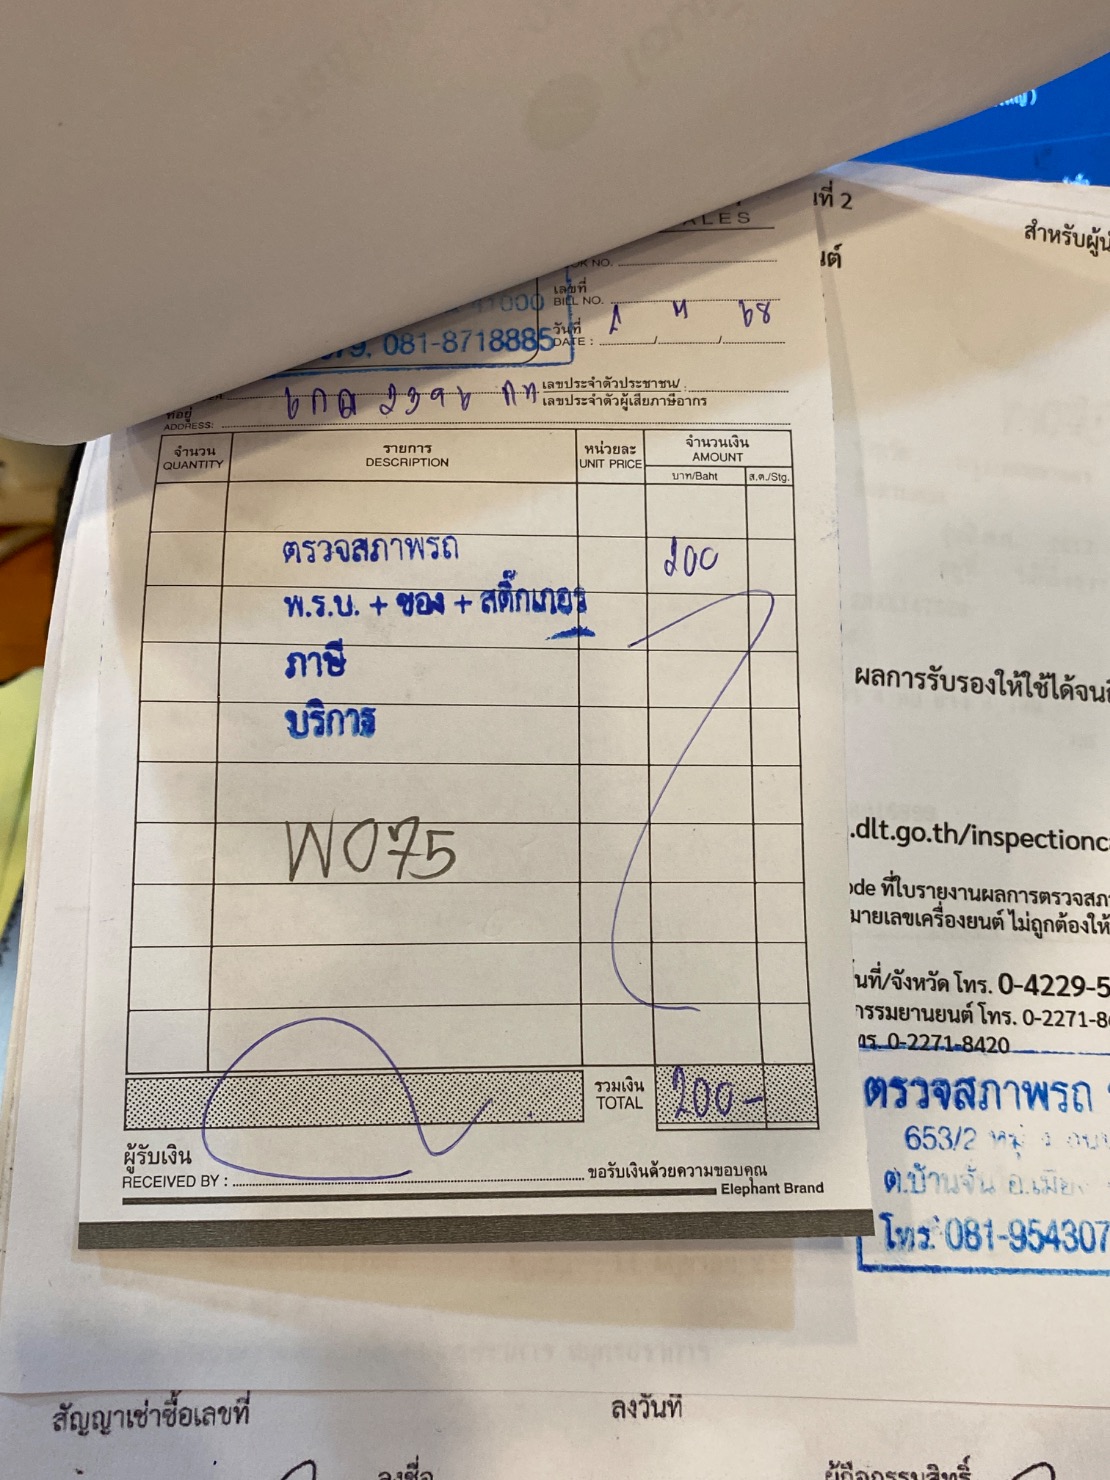 ที่ 2
สำหรับผู้น
ALES
เลขที่
BILL NO.
081-8718885
วันที่
DATE :
68
2396 กท
เลขประจำตัวประชาชน/
เลขประจำตัวผู้เสียภาษีอากร
ที่อยู่
ADDRESS:
จำนวน
QUANTITY
รายการ
DESCRIPTION
หน่วยละ
UNIT PRICE
จำนวนเงิน
AMOUNT
บาท/Baht
ส.ต./Stg.
ตรวจสภาพรถ 200
พ.ร.บ. + ซอง + สติ๊กเกอร์
ภาษี
บริการ
W075
รวมเงิน
TOTAL
200-
ผู้รับเงิน
RECEIVED BY :
ขอรับเงินด้วยความขอบคุณ
Elephant Brand
ผลการรับรองให้ใช้ได้จนถึ
.dlt.go.th/inspectionc
ode ที่ใบรายงานผลการตรวจสภา
มายเลขเครื่องยนต์ ไม่ถูกต้องให้
นที่/จังหวัด โทร. 0-4229-5
กรรมยานยนต์ โทร. 0-2271-8
โทร. 0-2271-8420
ตรวจสภาพรถ
653/2 หมู่
ต.บ้านจั่น อ.เมือง
โทร. 081-954307
สัญญาเช่าซื้อเลขที่
ลงวันที่
ลงชื่อ
ผู้ถือกรรมสิทธิ์